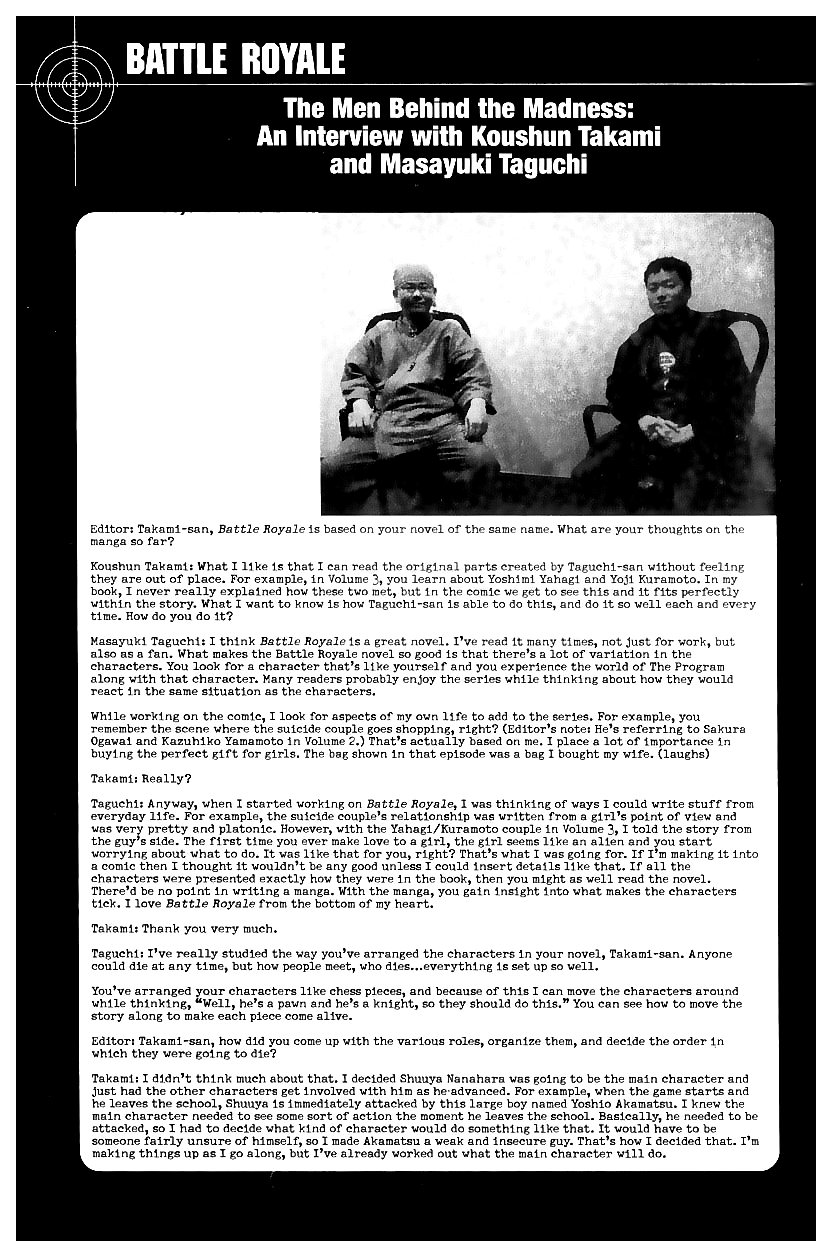 BATTLE ROYALE
The Men Behind the Madness:
An Interview with Koushun Takami
and Masayuki Taguchi
Editor: Takami-san, Battle Royale is based on your novel of the same name. What are your thoughts on the
manga so far?
Koushun Takami: What I like is that I can read the original parts created by Taguchi-san without feeling
they are out of place. For example, in Volume 3, you learn about Yoshimi Yahagi and Yoji Kuramoto. In my
book, I never really explained how these two met, but in the comic we get to see this and it fits perfectly
within the story. What I want to know is how Taguchi-san is able to do this, and do it so well each and every
time. How do you do it?
Masayuki Taguchi: I think Battle Royale is a great novel. I've read it many times, not just for work, but
also as a fan. What makes the Battle Royale novel so good is that there's a lot of variation in the
characters. You look for a character that's like yourself and you experience the world of The Program
along with that character. Many readers probably enjoy the series while thinking about how they would
react in the same situation as the characters.
While working on the comic, I look for aspects of my own life to add to the series. For example, you
remember the scene where the suicide couple goes shopping, right? (Editor's note: He's referring to Sakura
Ogawai and Kazuhiko Yamamoto in Volume 2.) That's actually based on me. I place a lot of importance in
buying the perfect gift for girls. The bag shown in that episode was a bag I bought my wife. (laughs)
Takami: Really?
Taguchi: Anyway, when I started working on Battle Royale, I was thinking of ways I could write stuff from
everyday life. For example, the suicide couple's relationship was written from a girl's point of view and
was very pretty and platonic. However, with the Yahagi/Kuramoto couple in Volume 3, I told the story from
the guy's side. The first time you ever make love to a girl, the girl seems like an alien and you start
worrying about what to do. It was like that for you, right? That's what I was going for. If I'm making it into
a comic then I thought it wouldn't be any good unless I could insert details like that. If all the
characters were presented exactly how they were in the book, then you might as well read the novel.
There'd be no point in writing a manga. With the manga, you gain insight into what makes the characters
tick. I love Battle Royale from the bottom of my heart.
Takami: Thank you very much.
Taguchi: I've really studied the way you've arranged the characters in your novel, Takami-san. Anyone
could die at any time, but how people meet, who dies...everything is set up so well.
You've arranged your characters like chess pieces, and because of this I can move the characters around
while thinking, “Well, he's a pawn and he's a knight, so they should do this.” You can see how to move the
story along to make each piece come alive.
Editor: Takami-san, how did you come up with the various roles, organize them, and decide the order in
which they were going to die?
Takami: I didn't think much about that. I decided Shuuya Nanahara was going to be the main character and
just had the other characters get involved with him as he advanced. For example, when the game starts and
he leaves the school, Shuuya is immediately attacked by this large boy named Yoshio Akamatsu. I knew the
main character needed to see some sort of action the moment he leaves the school. Basically, he needed to be
attacked, so I had to decide what kind of character would do something like that. It would have to be
someone fairly unsure of himself, so I made Akamatsu a weak and insecure guy. That's how I decided that. I'm
making things up as I go along, but I've already worked out what the main character will do.